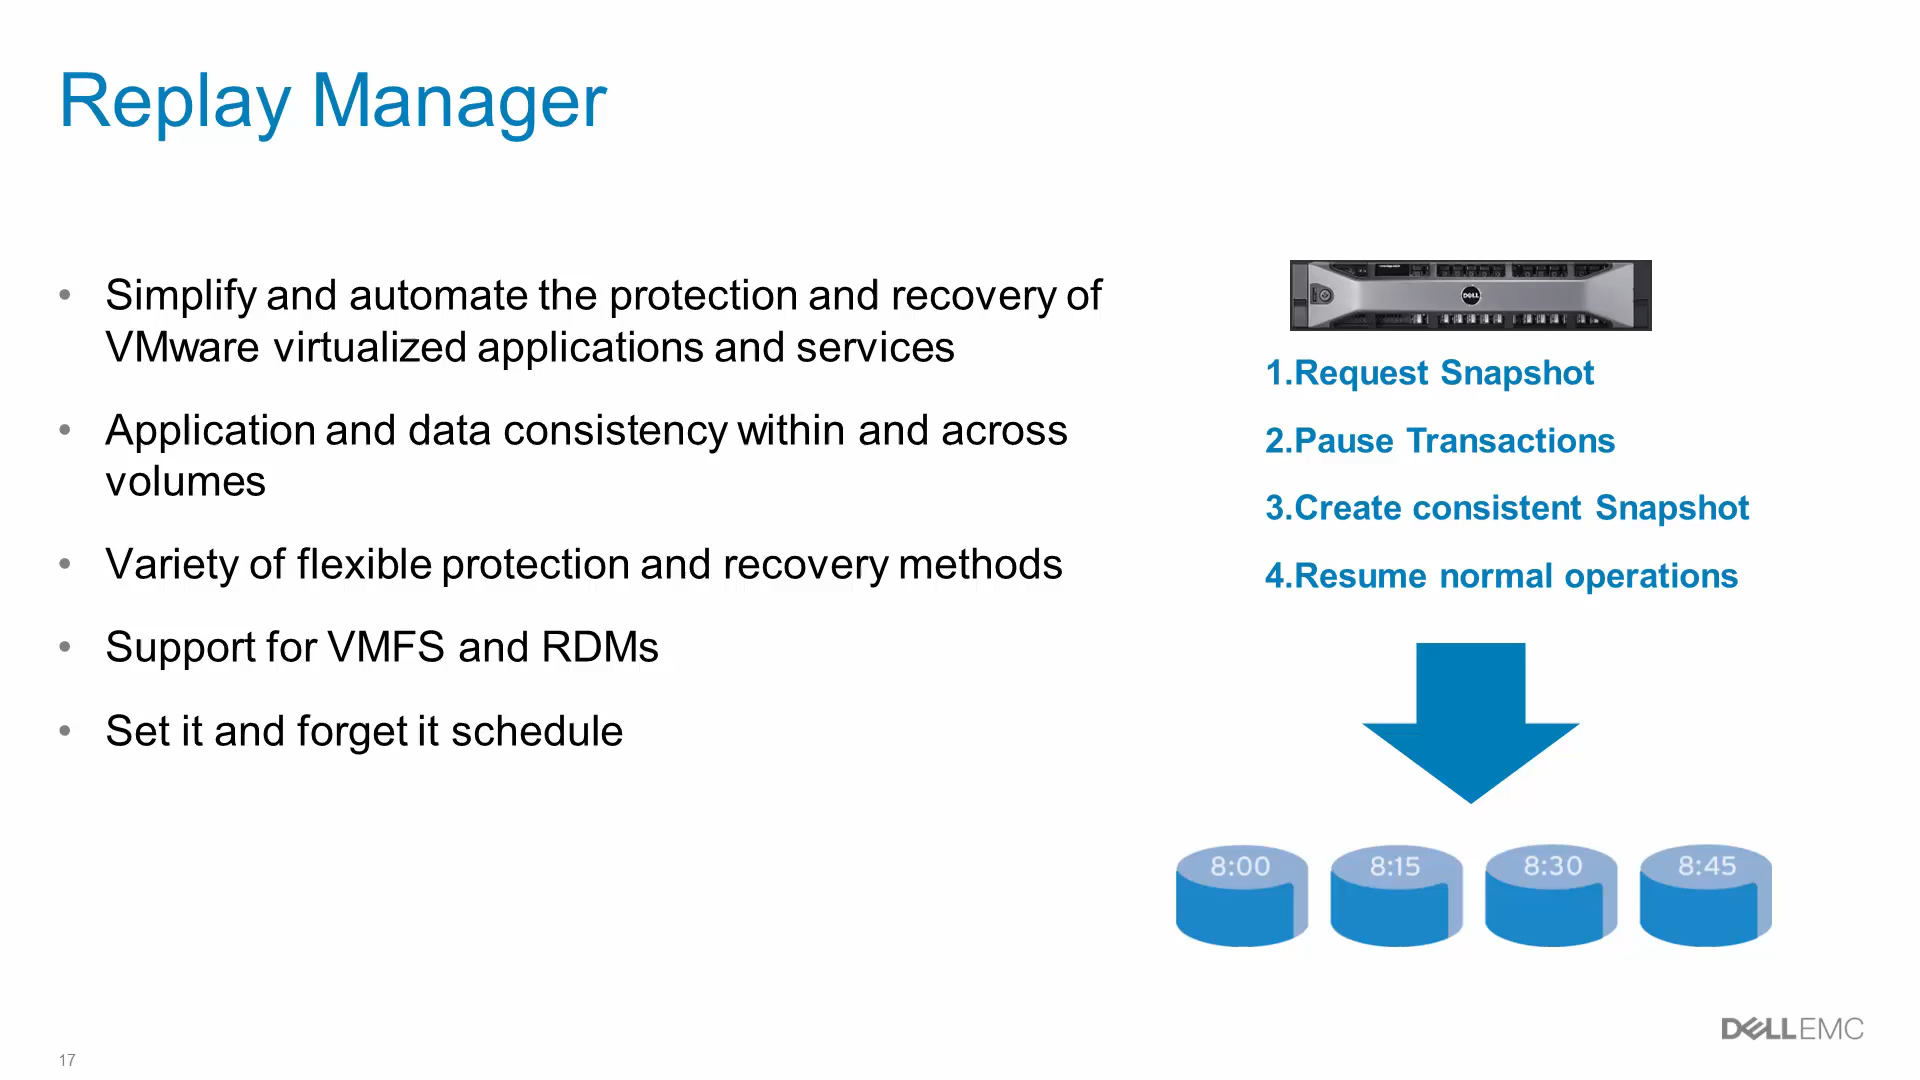 Replay Manager
• Simplify and automate the protection and recovery of
VMware virtualized applications and services
• Application and data consistency within and across
volumes
• Variety of flexible protection and recovery methods
• Support for VMFS and RDMs
• Set it and forget it schedule
DELL
1.Request Snapshot
2.Pause Transactions
3.Create consistent Snapshot
4.Resume normal operations
8:00 8:15 8:30 8:45
DELLEMC
17